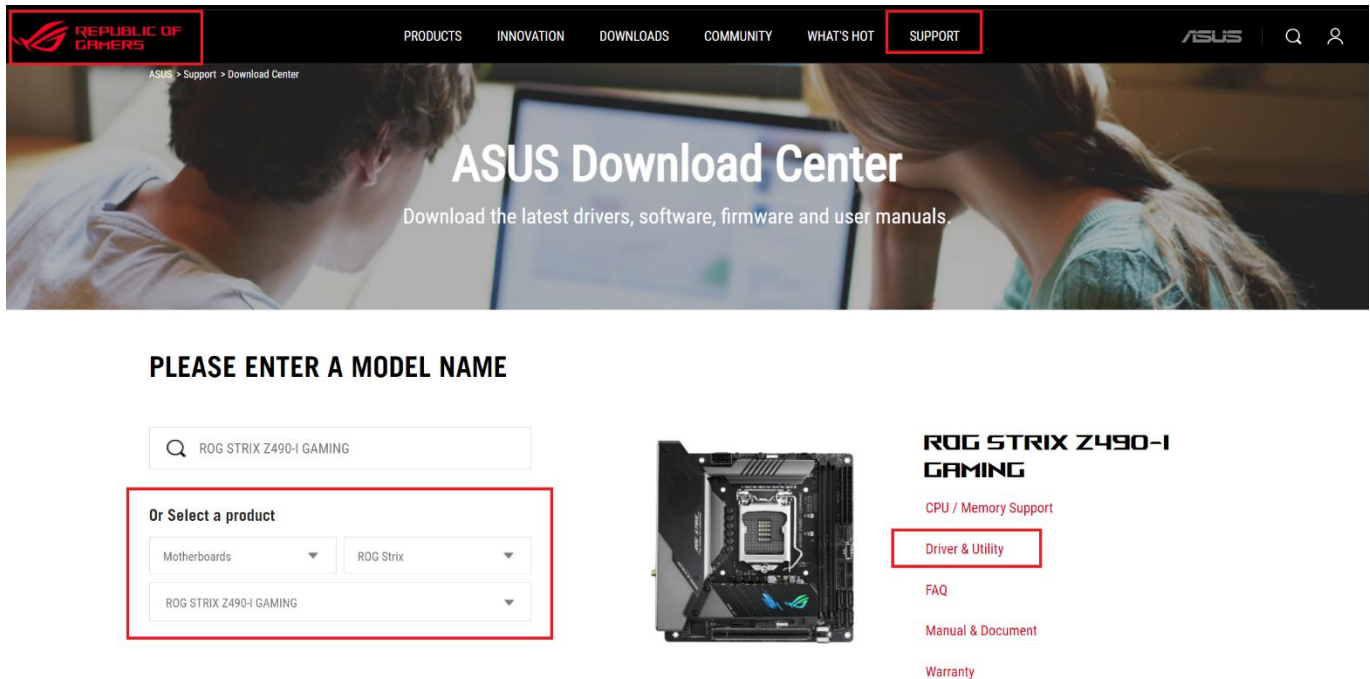 REPUBLIC OF
GAMERS
PRODUCTS INNOVATION DOWNLOADS COMMUNITY WHAT'S HOT SUPPORT
ASUS
ASUS > Support > Download Center
ASUS Download Center
Download the latest drivers, software, firmware and user manuals.
PLEASE ENTER A MODEL NAME
ROG STRIX Z490-I GAMING
Or Select a product
Motherboards
ROG Strix
ROG STRIX Z490-I GAMING
ROG STRIX Z490-I
GAMING
CPU / Memory Support
Driver & Utility
FAQ
Manual & Document
Warranty